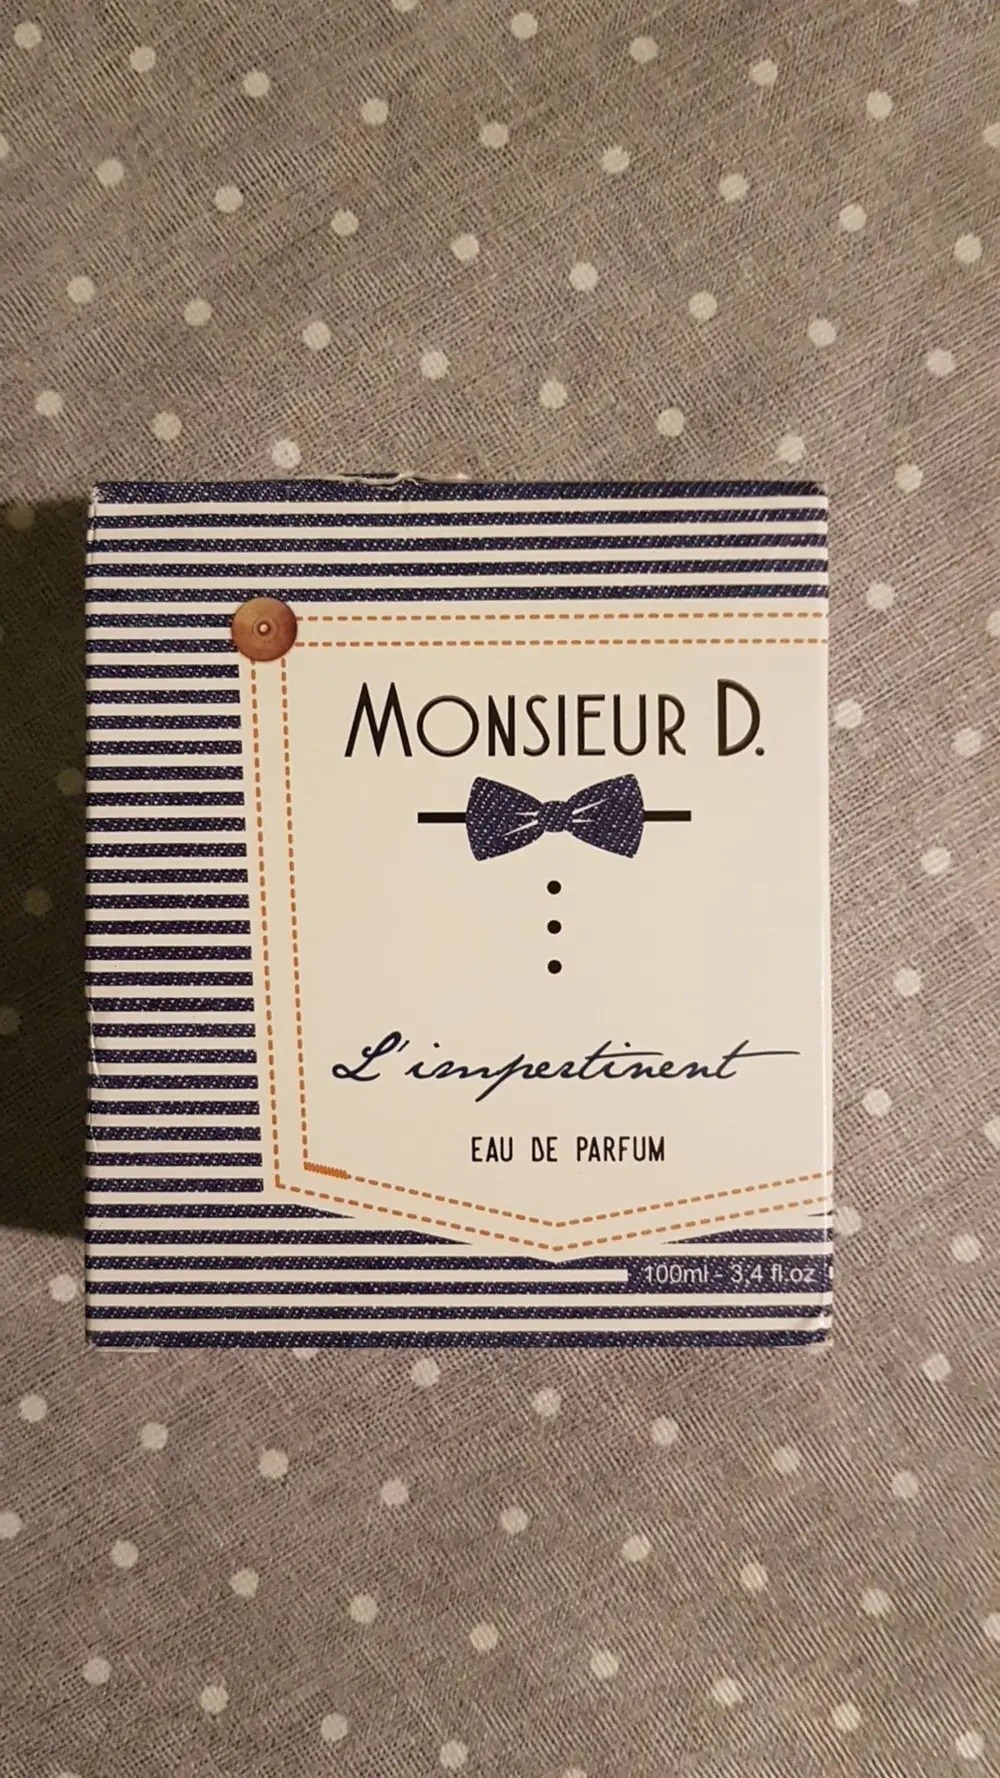 MONSIEUR D.
L'impertinent
EAU DE PARFUM
100ml - 3,4 fl.oz